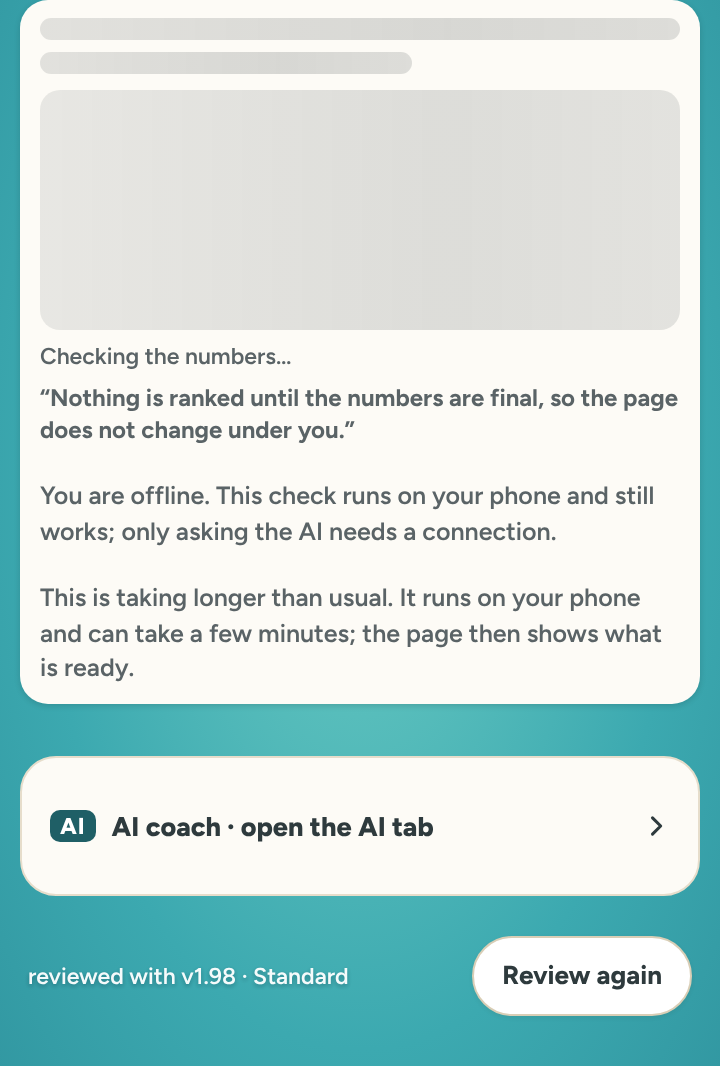 Checking the numbers…
“Nothing is ranked until the numbers are final, so the page
does not change under you.”
You are offline. This check runs on your phone and still
works; only asking the AI needs a connection.
This is taking longer than usual. It runs on your phone
and can take a few minutes; the page then shows what
is ready.
AI AI coach · open the AI tab
reviewed with v1.98 · Standard
Review again